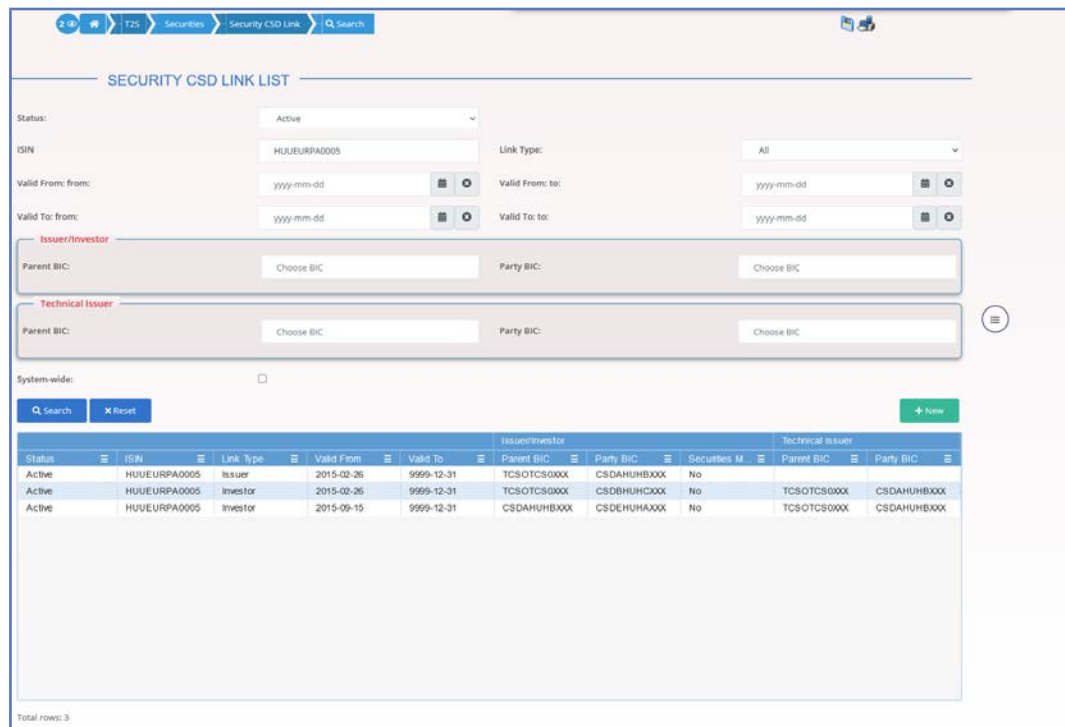 2 T2S Securities Security CSD Link Search
SECURITY CSD LINK LIST
Status: Active
ISIN HUUEURPA0005 Link Type: All
Valid From: from: yyyy-mm-dd Valid From: to: yyyy-mm-dd
Valid To: from: yyyy-mm-dd Valid To: to: yyyy-mm-dd
Issuer/Investor
Parent BIC: Choose BIC Party BIC: Choose BIC
Technical Issuer
Parent BIC: Choose BIC Party BIC: Choose BIC
System-wide:
Search Reset New
Issuer/Investor Technical Issuer
Status ISIN Link Type Valid From Valid To Parent BIC Party BIC Securities M... Parent BIC Party BIC
Active HUUEURPA0005 Issuer 2015-02-26 9999-12-31 TCSOTCS0XXX CSDAHUHBXXX No
Active HUUEURPA0005 Investor 2015-02-26 9999-12-31 TCSOTCS0XXX CSDBHUHCXXX No TCSOTCS0XXX CSDAHUHBXXX
Active HUUEURPA0005 Investor 2015-09-15 9999-12-31 CSDAHUHBXXX CSDEHUHAXXX No TCSOTCS0XXX CSDAHUHBXXX
Total rows: 3